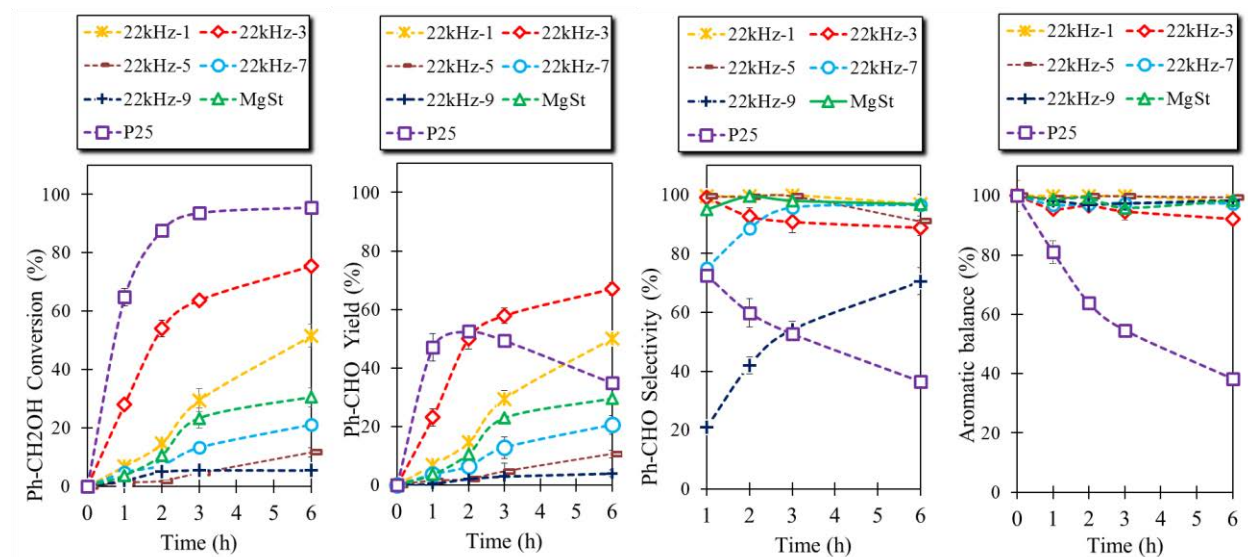 22kHz-1 22kHz-3
22kHz-5 22kHz-7
22kHz-9 MgSt
P25
Ph-CH2OH Conversion (%)
100
80
60
40
20
0
0 1 2 3 4 5 6
Time (h)
22kHz-1 22kHz-3
22kHz-5 22kHz-7
22kHz-9 MgSt
P25
Ph-CHO Yield (%)
100
80
60
40
20
0
0 1 2 3 4 5 6
Time (h)
22kHz-1 22kHz-3
22kHz-5 22kHz-7
22kHz-9 MgSt
P25
Ph-CHO Selectivity (%)
100
80
60
40
20
0
1 2 3 4 5 6
Time (h)
22kHz-1 22kHz-3
22kHz-5 22kHz-7
22kHz-9 MgSt
P25
Aromatic balance (%)
100
80
60
40
20
0
0 1 2 3 4 5 6
Time (h)